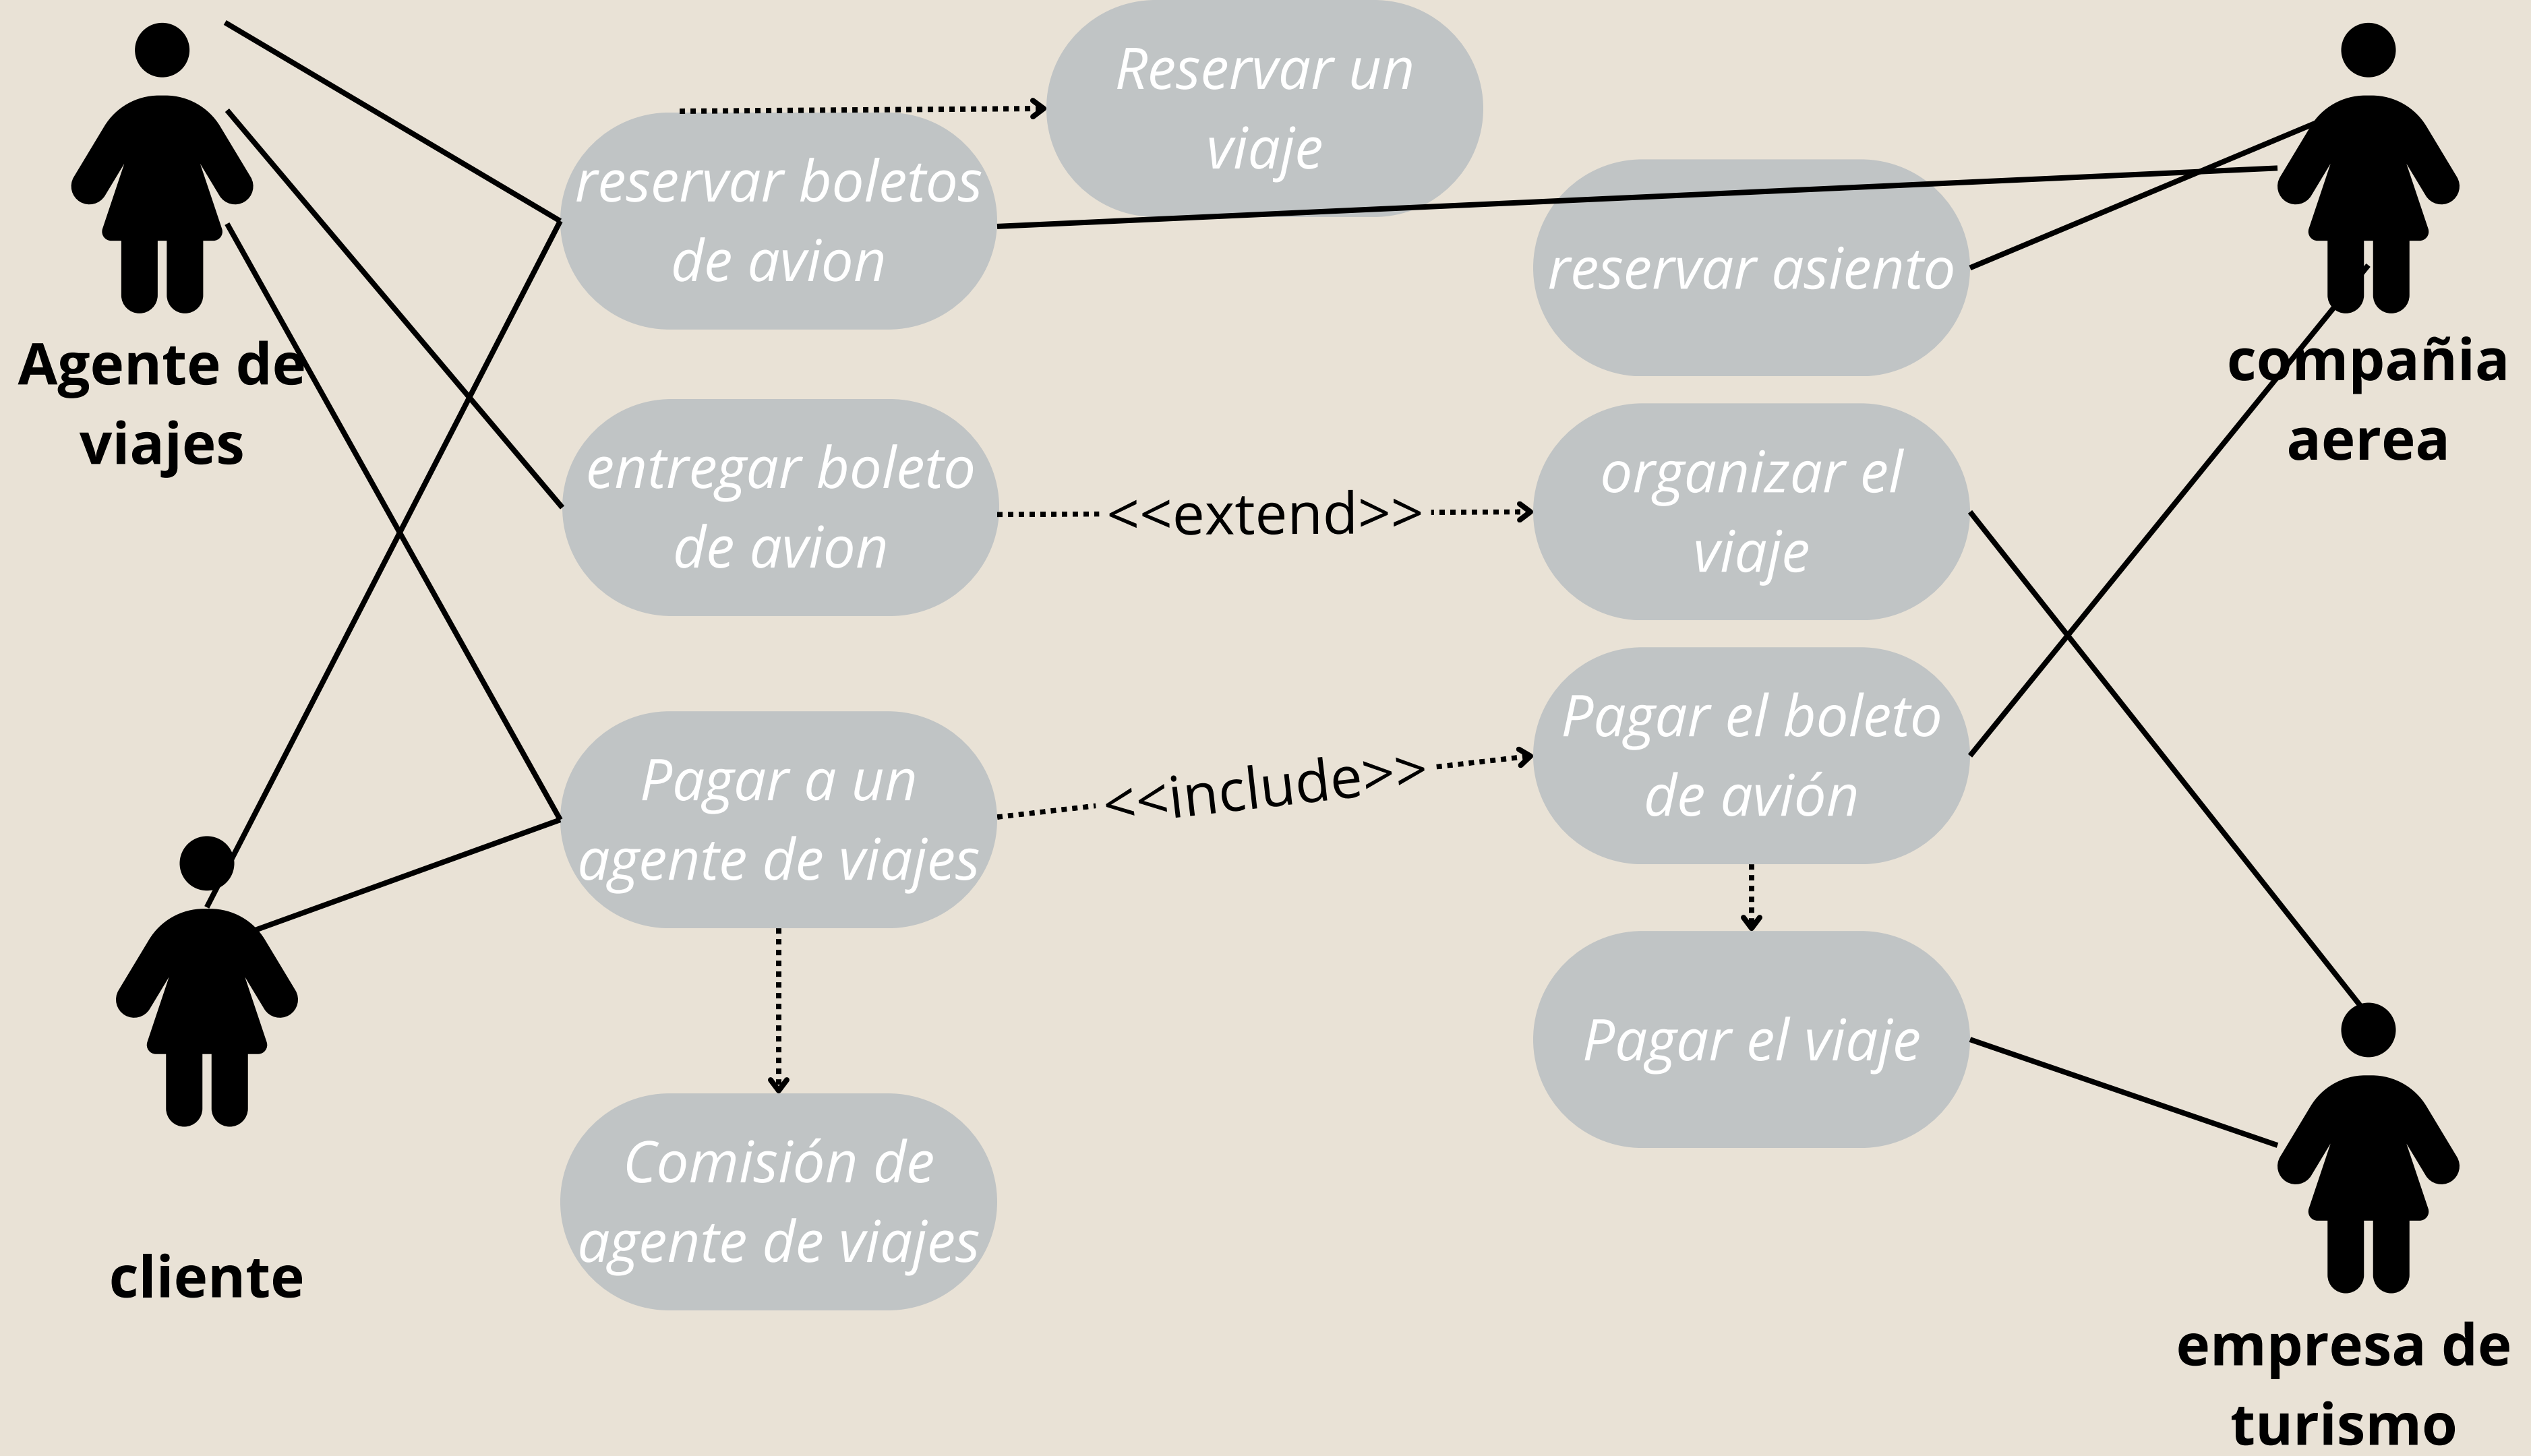 Reservar un
viaje
reservar boletos
de avion
reservar asiento
Agente de
viajes
compañia
aerea
entregar boleto
de avion
<<extend>>
organizar el
viaje
Pagar a un
agente de viajes
<<include>>
Pagar el boleto
de avión
Pagar el viaje
Comisión de
agente de viajes
cliente
empresa de
turismo